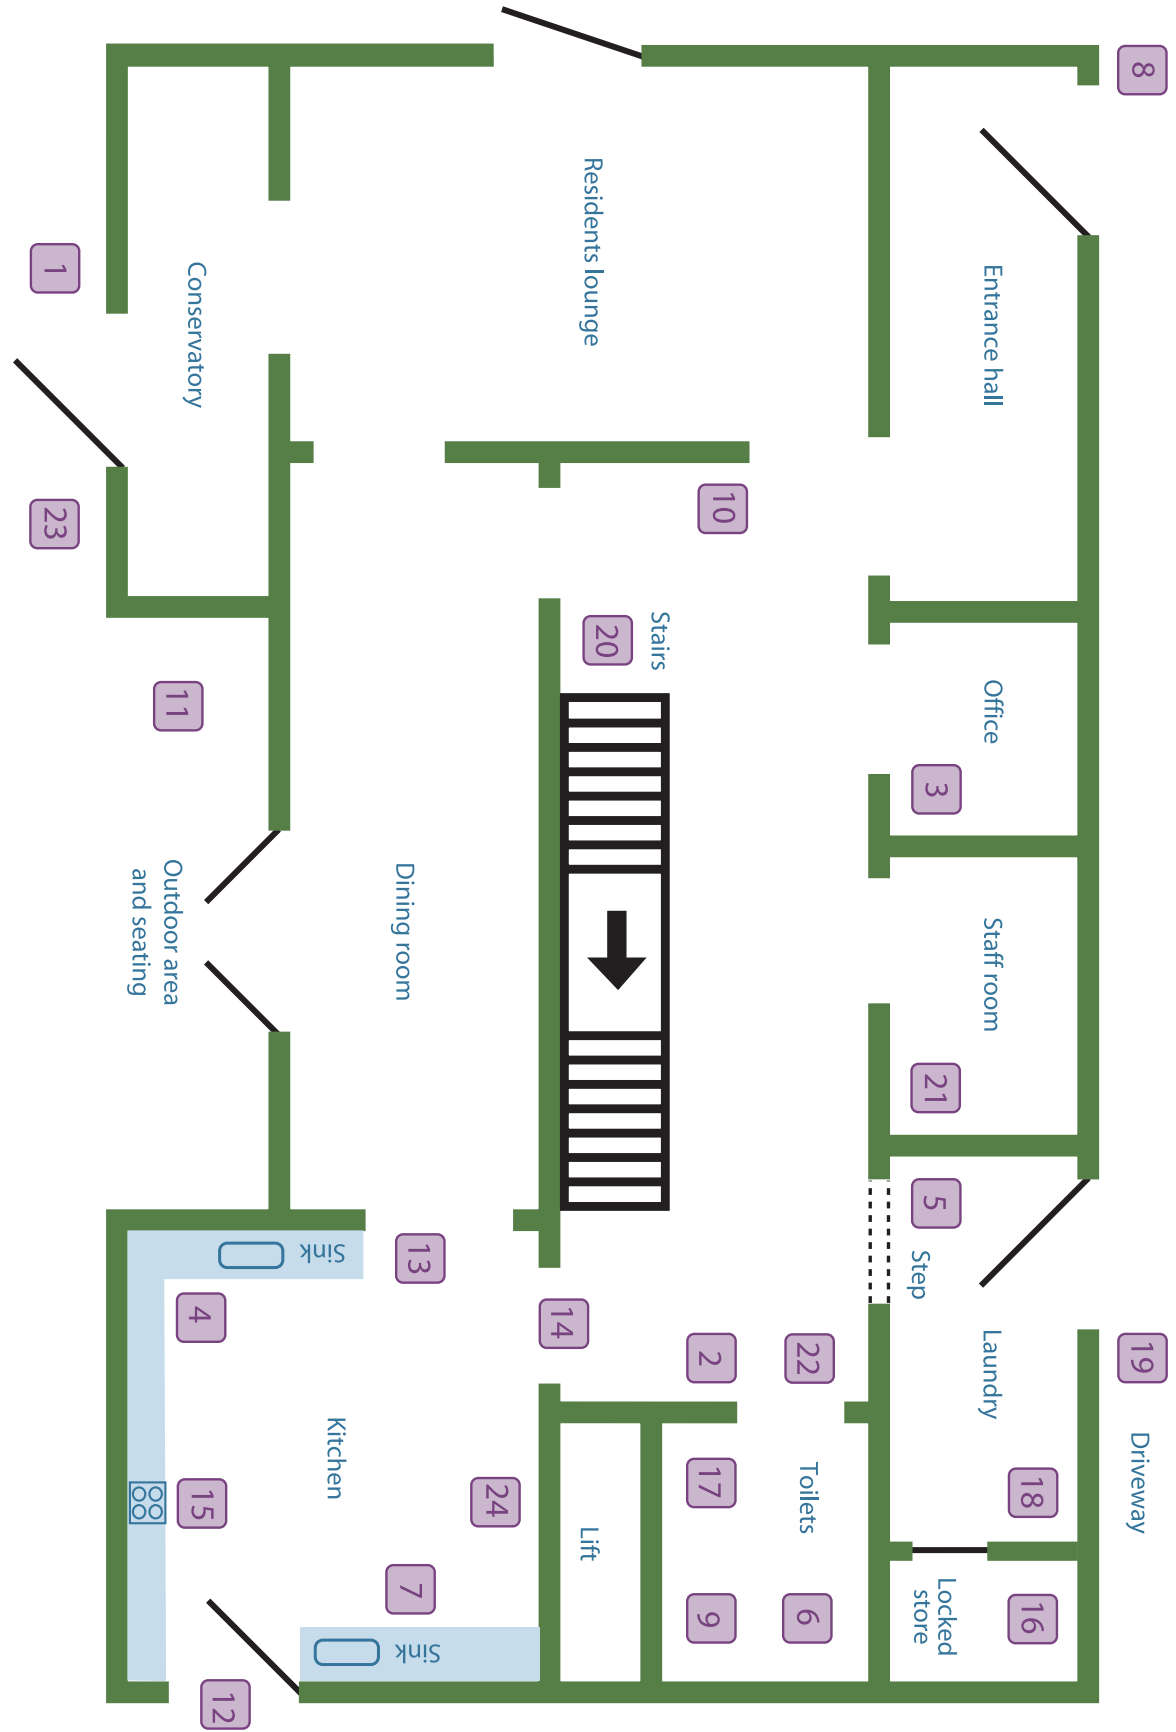 8
19
Driveway
Entrance hall
Office
Staff room
Laundry
18
16
Locked
store
3
21
5
Step
22
Toilets
6
10
2
17
9
Stairs
20
Residents lounge
Lift
14
24
13
Sink
7
Dining room
Kitchen
Sink
4
15
12
Conservatory
11
Outdoor area
and seating
1
23